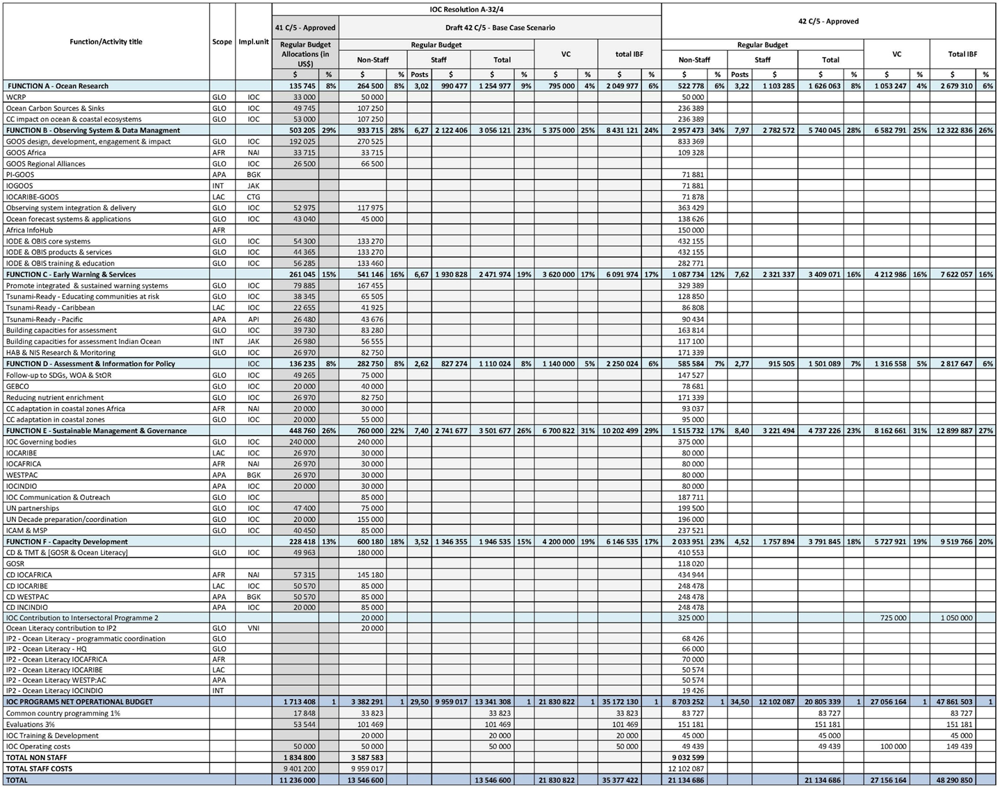 IOC Resolution A-32/4
41 C/5 - Approved Draft 42 C/5 - Base Case Scenario 42 C/5 - Approved
Function/Activity title Scope Impl.unit Regular Budget Allocations (in US$) Regular Budget VC total IBF Regular Budget VC Total IBF
Non-Staff Staff Total Non-Staff Staff Total
$ % $ % Posts $ $ % $ % $ % $ % Posts $ $ % $ % $ %
FUNCTION A - Ocean Research 135 745 8% 264 500 8% 3,02 990 477 1 254 977 9% 795 000 4% 2 049 977 6% 522 778 6% 3,22 1 103 285 1 626 063 8% 1 053 247 4% 2 679 310 6%
WCRP GLO IOC 33 000 50 000 50 000
Ocean Carbon Sources & Sinks GLO IOC 49 745 107 250 236 389
CC impact on ocean & coastal ecosystems GLO IOC 53 000 107 250 236 389
FUNCTION B - Observing System & Data Managment 503 205 29% 933 715 28% 6,27 2 122 406 3 056 121 23% 5 375 000 25% 8 431 121 24% 2 957 473 34% 7,97 2 782 572 5 740 045 28% 6 582 791 25% 12 322 836 26%
GOOS design, development, engagement & impact GLO IOC 192 025 270 525 833 369
GOOS Africa AFR NAI 33 715 33 715 109 328
GOOS Regional Alliances GLO IOC 26 500 66 500
PI-GOOS APA BGK 71 881
IOGOOS INT JAK 71 881
IOCARIBE-GOOS LAC CTG 71 878
Observing system integration & delivery GLO IOC 52 975 117 975 363 429
Ocean forecast systems & applications GLO IOC 43 040 45 000 138 626
Africa InfoHub AFR 150 000
IODE & OBIS core systems GLO IOC 54 300 133 270 432 155
IODE & OBIS products & services GLO IOC 44 365 133 270 432 155
IODE & OBIS training & education GLO IOC 56 285 133 460 282 771
FUNCTION C - Early Warning & Services 261 045 15% 541 146 16% 6,67 1 930 828 2 471 974 19% 3 620 000 17% 6 091 974 17% 1 087 734 12% 7,62 2 321 337 3 409 071 16% 4 212 986 16% 7 622 057 16%
Promote integrated & sustained warning systems GLO IOC 79 885 167 455 329 389
Tsunami-Ready - Educating communities at risk GLO IOC 38 345 65 505 128 850
Tsunami-Ready - Caribbean LAC IOC 22 655 41 925 86 808
Tsunami-Ready - Pacific APA API 26 480 43 676 90 434
Building capacities for assessment GLO IOC 39 730 83 280 163 814
Building capacities for assessment Indian Ocean INT JAK 26 980 56 555 117 100
HAB & NIS Research & Moritoring GLO IOC 26 970 82 750 171 339
FUNCTION D - Assessment & Information for Policy IOC 136 235 8% 282 750 8% 2,62 827 274 1 110 024 8% 1 140 000 5% 2 250 024 6% 585 584 7% 2,77 915 505 1 501 089 7% 1 316 558 5% 2 817 647 6%
Follow-up to SDGs, WOA & StOR GLO IOC 49 265 75 000 147 527
GEBCO GLO IOC 20 000 40 000 78 681
Reducing nutrient enrichment GLO IOC 26 970 82 750 171 339
CC adaptation in coastal zones Africa AFR NAI 20 000 30 000 93 037
CC adaptation in coastal zones GLO IOC 20 000 55 000 95 000
FUNCTION E - Sustainable Management & Governance 448 760 26% 760 000 22% 7,40 2 741 677 3 501 677 26% 6 700 822 31% 10 202 499 29% 1 515 732 17% 8,40 3 221 494 4 737 226 23% 8 162 661 31% 12 899 887 27%
IOC Governing bodies GLO IOC 240 000 240 000 375 000
IOCARIBE LAC IOC 26 970 30 000 80 000
IOCAFRICA AFR NAI 26 970 30 000 80 000
WESTPAC APA BGK 26 970 30 000 80 000
IOCINDIO APA IOC 20 000 30 000 80 000
IOC Communication & Outreach GLO IOC 85 000 187 711
UN partnerships GLO IOC 47 400 75 000 199 500
UN Decade preparation/coordination GLO IOC 20 000 155 000 196 000
ICAM & MSP GLO IOC 40 450 85 000 237 521
FUNCTION F - Capacity Development 228 418 13% 600 180 18% 3,52 1 346 355 1 946 535 15% 4 200 000 19% 6 146 535 17% 2 033 951 23% 4,52 1 757 894 3 791 845 18% 5 727 921 19% 9 519 766 20%
CD & TMT & [GOSR & Ocean Literacy] GLO IOC 49 963 180 000 410 553
GOSR 118 020
CD IOCAFRICA AFR NAI 57 315 145 180 434 944
CD IOCARIBE LAC IOC 50 570 85 000 248 478
CD WESTPAC APA BGK 50 570 85 000 248 478
CD INCINDIO APA IOC 20 000 85 000 248 478
IOC Contribution to Intersectoral Programme 2 20 000 325 000 725 000 1 050 000
Ocean Literacy contribution to IP2 GLO VNI 20 000
IP2 - Ocean Literacy - programmatic coordination GLO 68 426
IP2 - Ocean Literacy - HQ GLO 66 000
IP2 - Ocean Literacy IOCAFRICA AFR 70 000
IP2 - Ocean Literacy IOCARIBE LAC 50 574
IP2 - Ocean Literacy WESTP:AC APA 50 574
IP2 - Ocean Literacy IOCINDIO INT 19 426
IOC PROGRAMS NET OPERATIONAL BUDGET 1 713 408 1 3 382 291 1 29,50 9 959 017 13 341 308 1 21 830 822 1 35 172 130 1 8 703 252 1 34,50 12 102 087 20 805 339 1 27 056 164 1 47 861 503 1
Common country programming 1% 17 848 33 823 33 823 33 823 83 727 83 727 83 727
Evaluations 3% 53 544 101 469 101 469 101 469 151 181 151 181 151 181
IOC Training & Development 20 000 20 000 20 000 45 000 45 000 45 000
IOC Operating costs 50 000 50 000 50 000 50 000 49 439 49 439 100 000 149 439
TOTAL NON STAFF 1 834 800 3 587 583 9 032 599
TOTAL STAFF COSTS 9 401 200 9 959 017 12 102 087
TOTAL 11 236 000 13 546 600 13 546 600 21 830 822 35 377 422 21 134 686 21 134 686 27 156 164 48 290 850